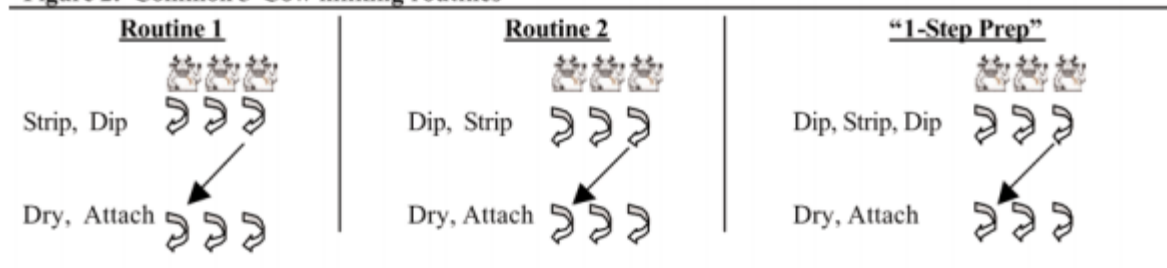 Routine 1
Routine 2
"1-Step Prep"
Strip, Dip
Dip, Strip
Dip, Strip, Dip
Dry, Attach
Dry, Attach
Dry, Attach